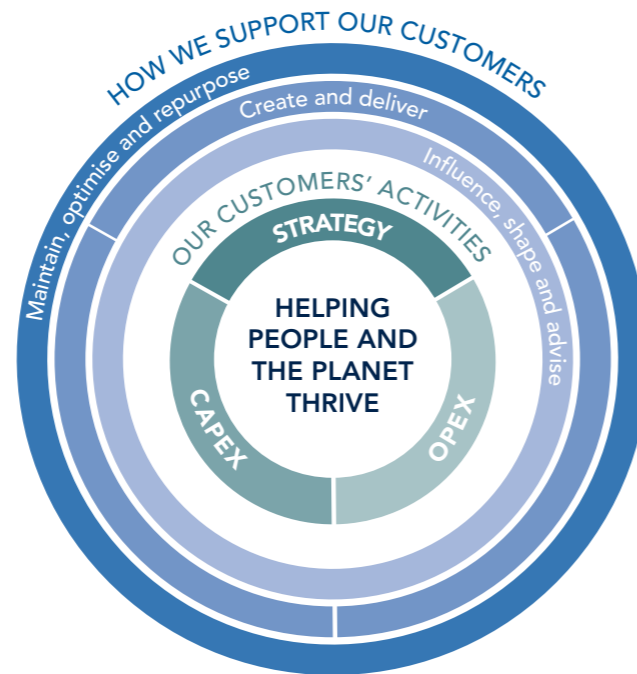 HOW WE SUPPORT OUR CUSTOMERS
Maintain, optimise and repurpose
Create and deliver
Influence, shape and advise
OUR CUSTOMERS’ ACTIVITIES
STRATEGY
CAPEX
OPEX
HELPING
PEOPLE AND
THE PLANET
THRIVE